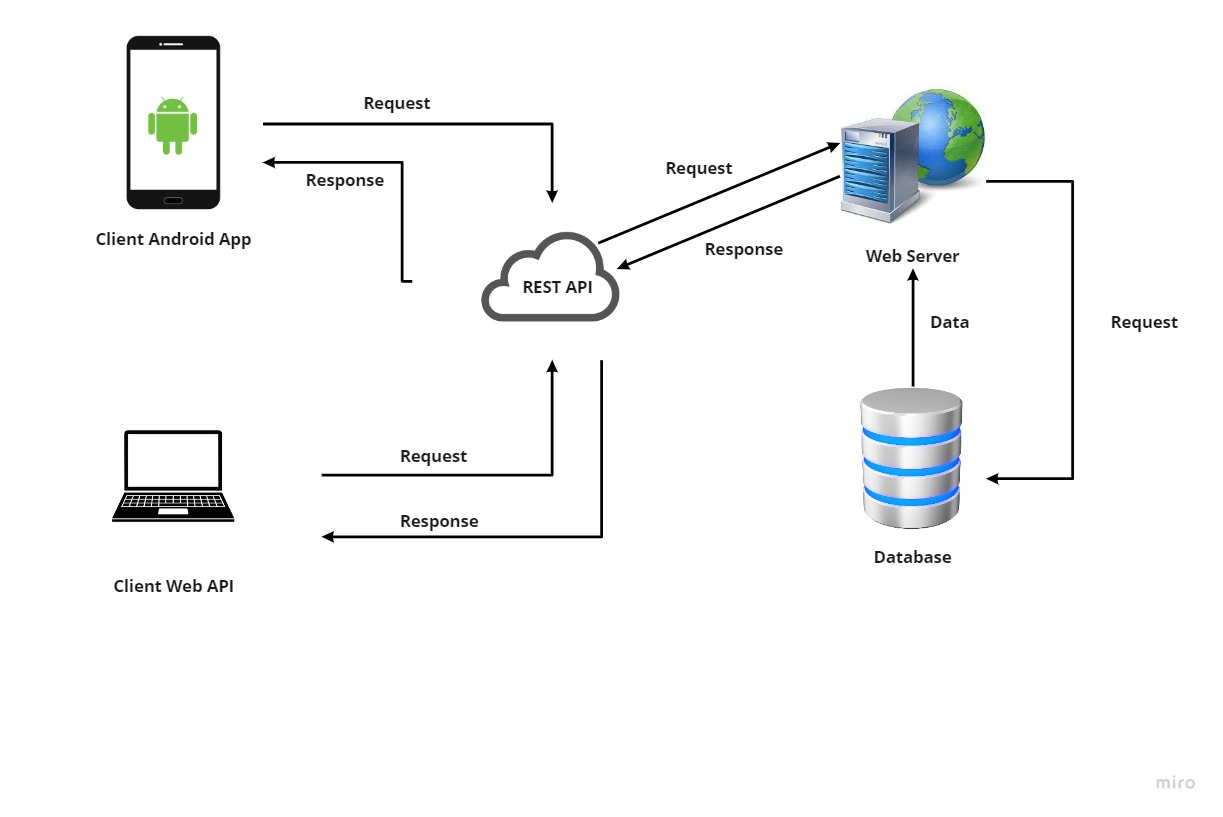 Request
Response
Client Android App
Request
Response
Web Server
REST API
Data
Request
Request
Response
Database
Client Web API
miro